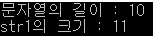 문자열의 길이 : 10
str1의 크기 : 11